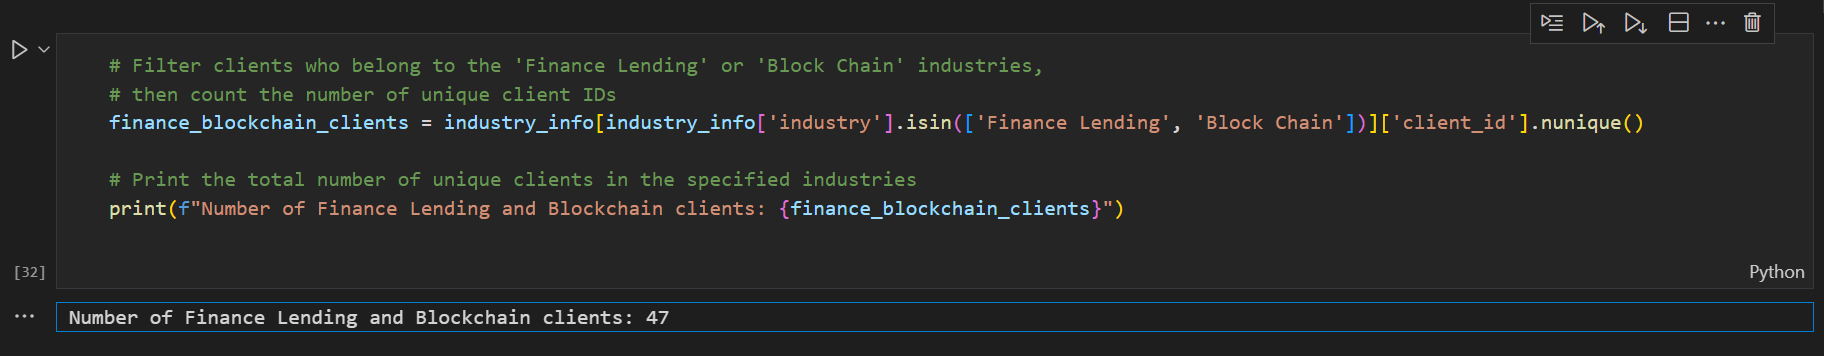 # Filter clients who belong to the 'Finance Lending' or 'Block Chain' industries,
# then count the number of unique client IDs
finance_blockchain_clients = industry_info[industry_info['industry'].isin(['Finance Lending', 'Block Chain'])]['client_id'].nunique()
# Print the total number of unique clients in the specified industries
print(f"Number of Finance Lending and Blockchain clients: {finance_blockchain_clients}")
[32]
Python
Number of Finance Lending and Blockchain clients: 47